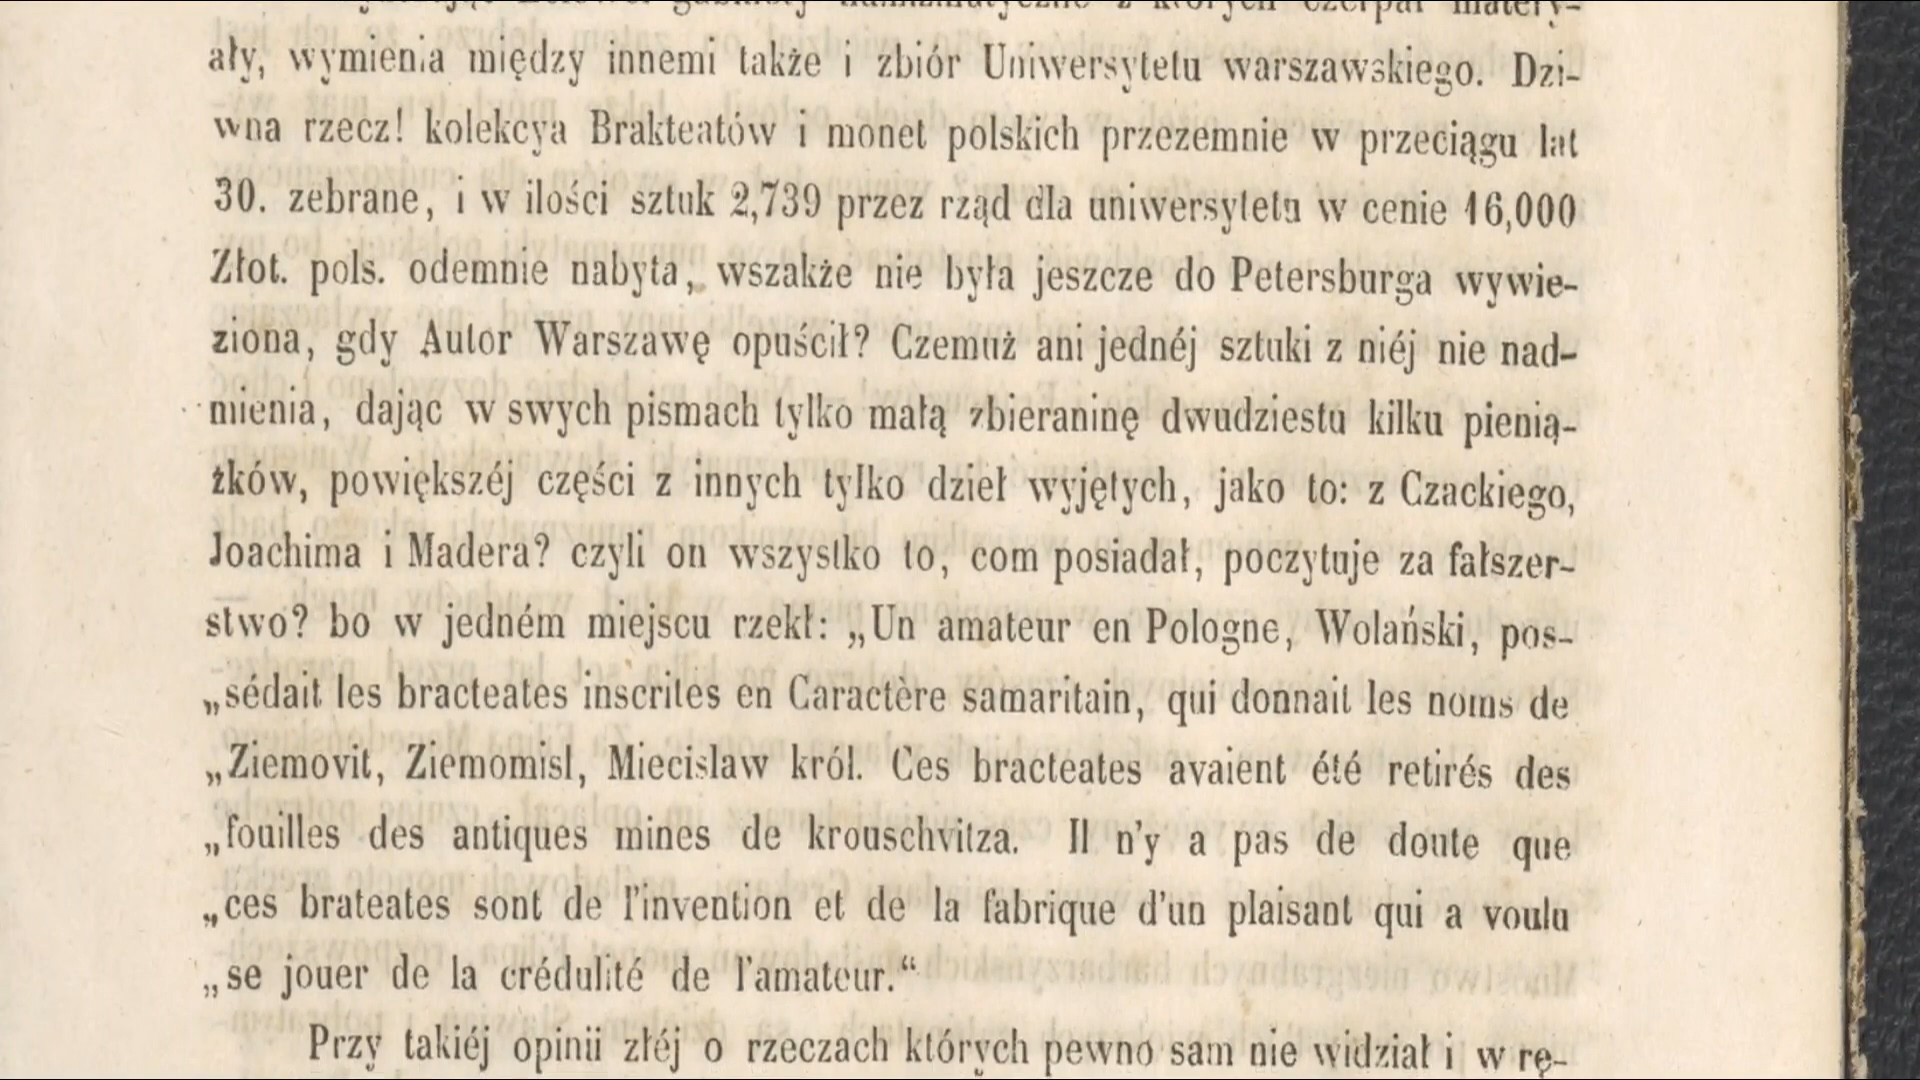 gabinety numizmatyczne z których czerpał matery-
ały, wymienia między innemi także i zbiór Uniwersytetu warszawskiego. Dzi-
wna rzecz! kolekcya Brakteatów i monet polskich przezemnie w przeciągu lat
30. zebrane, i w ilości sztuk 2,739 przez rząd dla uniwersytetu w cenie 16,000
Złot. pols. odemnie nabyta, wszakże nie była jeszcze do Petersburga wywie-
ziona, gdy Autor Warszawę opuścił? Czemuż ani jednéj sztuki z niéj nie nad-
mienia, dając w swych pismach tylko małą zbieraninę dwudziestu kilku pienią-
żków, powiększéj części z innych tylko dzieł wyjętych, jako to: z Czackiego,
Joachima i Madera? czyli on wszystko to, com posiadał, poczytuje za fałszer-
stwo? bo w jedném miejscu rzekł: „Un amateur en Pologne, Wolański, pos-
„sédait les bracteates inscrites en Caractère samaritain, qui donnait les noms de
„Ziemovit, Ziemomisl, Miecislaw król. Ces bracteates avaient été retirés des
„fouilles des antiques mines de krouschvitza. Il n'y a pas de doute que
„ces brateates sont de l'invention et de la fabrique d'un plaisant qui a voulu
„se jouer de la crédulité de l'amateur.“
Przy takiéj opinii złéj o rzeczach których pewno sam nie widział i w rę-